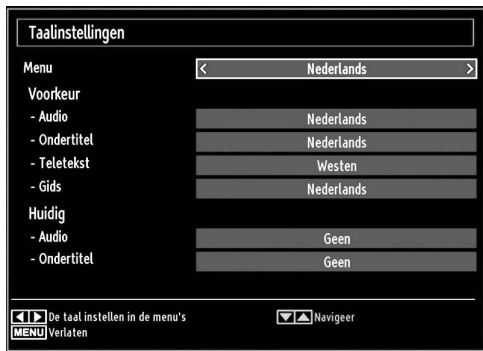 Taalinstellingen
Menu < Nederlands >
Voorkeur
- Audio Nederlands
- Ondertitel Nederlands
- Teletekst Westen
- Gids Nederlands
Huidig
- Audio Geen
- Ondertitel Geen
De taal instellen in de menu's Navigeer
MENU Verlaten